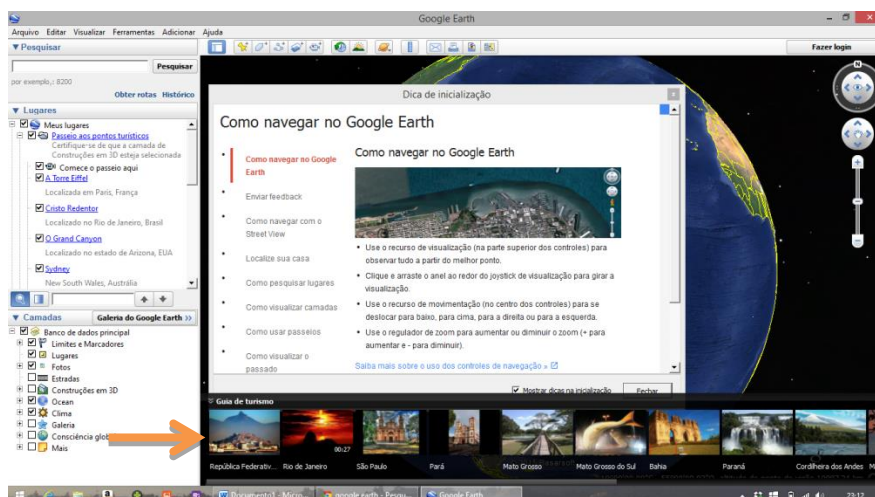 Google Earth
Arquivo Editar Visualizar Ferramentas Adicionar Ajuda
Pesquisar
Fazer login
Pesquisar
por exemplo,: 8200
Obter rotas Histórico
Lugares
Meus lugares
Passeio aos pontos turísticos
Certifique-se de que a camada de
Construções em 3D esteja selecionada
Comece o passeio aqui
A Torre Eiffel
Localizada em Paris, França
Cristo Redentor
Localizado no Rio de Janeiro, Brasil
O Grand Canyon
Localizado no estado de Arizona, EUA
Sydney
New South Wales, Austrália
Camadas
Galeria do Google Earth >>
Banco de dados principal
Limites e Marcadores
Lugares
Fotos
Estradas
Construções em 3D
Ocean
Clima
Galeria
Consciência
Mais
N
Dica de inicialização
Como navegar no Google Earth
Como navegar no Google
Earth
Enviar feedback
Como navegar com o
Street View
Localize sua casa
Como pesquisar lugares
Como visualizar camadas
Como usar passeios
Como visualizar o
passado
Como navegar no Google Earth
• Use o recurso de visualização (na parte superior dos controles) para
observar tudo a partir do melhor ponto.
• Clique e arraste o anel ao redor do joystick de visualização para girar a
visualização.
• Use o recurso de movimentação (no centro dos controles) para se
deslocar para baixo, para cima, para a direita ou para a esquerda.
• Use o regulador de zoom para aumentar ou diminuir o zoom (+ para
aumentar e - para diminuir).
Saiba mais sobre o uso dos controles de navegação »
Mostrar dicas na inicialização
Fechar
Guia de turismo
00:27
República Federativ... Rio de Janeiro São Paulo Pará Mato Grosso Mato Grosso do Sul Bahia Paraná Cordilheira dos Andes M
Documento1 - Micro... google earth - Pesqu... Google Earth 23:12